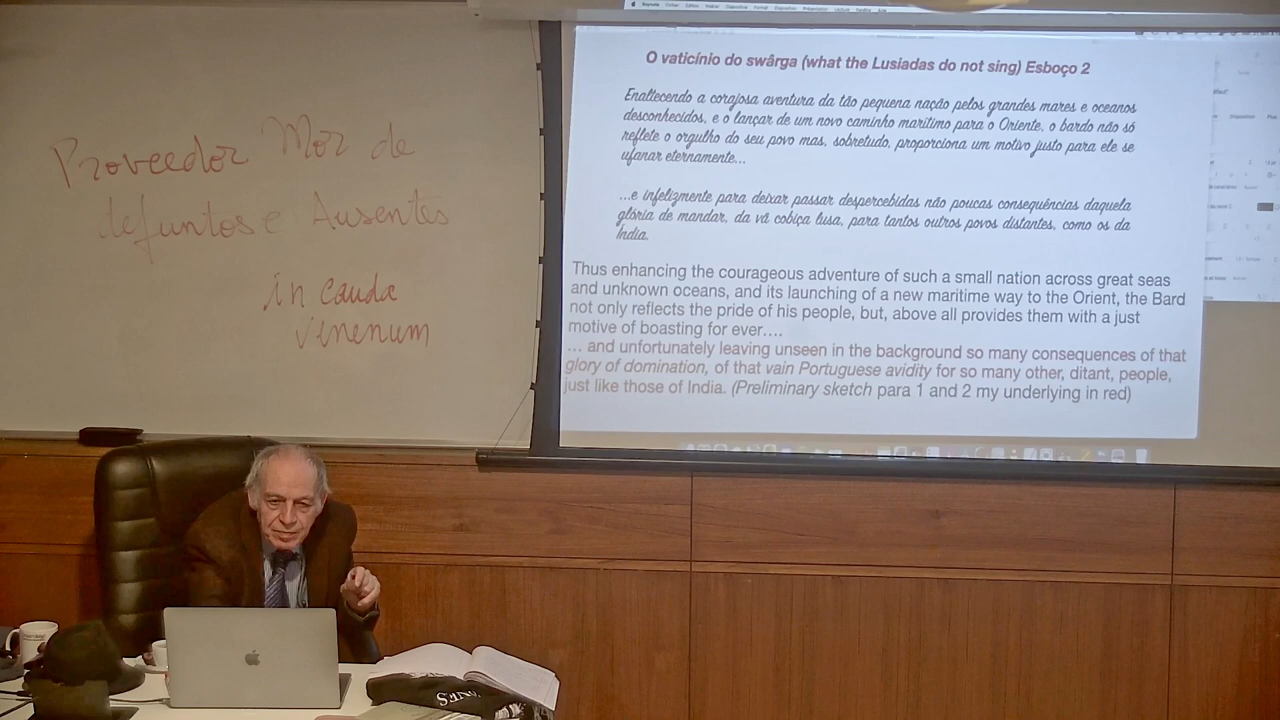 Proveedor Mor de
defuntos e Ausentes
in cauda
venenum
O vaticínio do swârga (what the Lusiadas do not sing) Esboço 2
Enaltecendo a corajosa aventura da tão pequena nação pelos grandes mares e oceanos
desconhecidos, e o lançar de um novo caminho marítimo para o Oriente, o bardo não só
reflete o orgulho do seu povo mas, sobretudo, proporciona um motivo justo para ele se
ufanar eternamente...
...e infelizmente para deixar passar despercebidas não poucas consequências daquela
glória de mandar, da vã cobiça lusa, para tantos outros povos distantes, como os da
Índia.
Thus enhancing the courageous adventure of such a small nation across great seas
and unknown oceans, and its launching of a new maritime way to the Orient, the Bard
not only reflects the pride of his people, but, above all provides them with a just
motive of boasting for ever….
… and unfortunately leaving unseen in the background so many consequences of that
glory of domination, of that vain Portuguese avidity for so many other, ditant, people,
just like those of India. (Preliminary sketch para 1 and 2 my underlying in red)